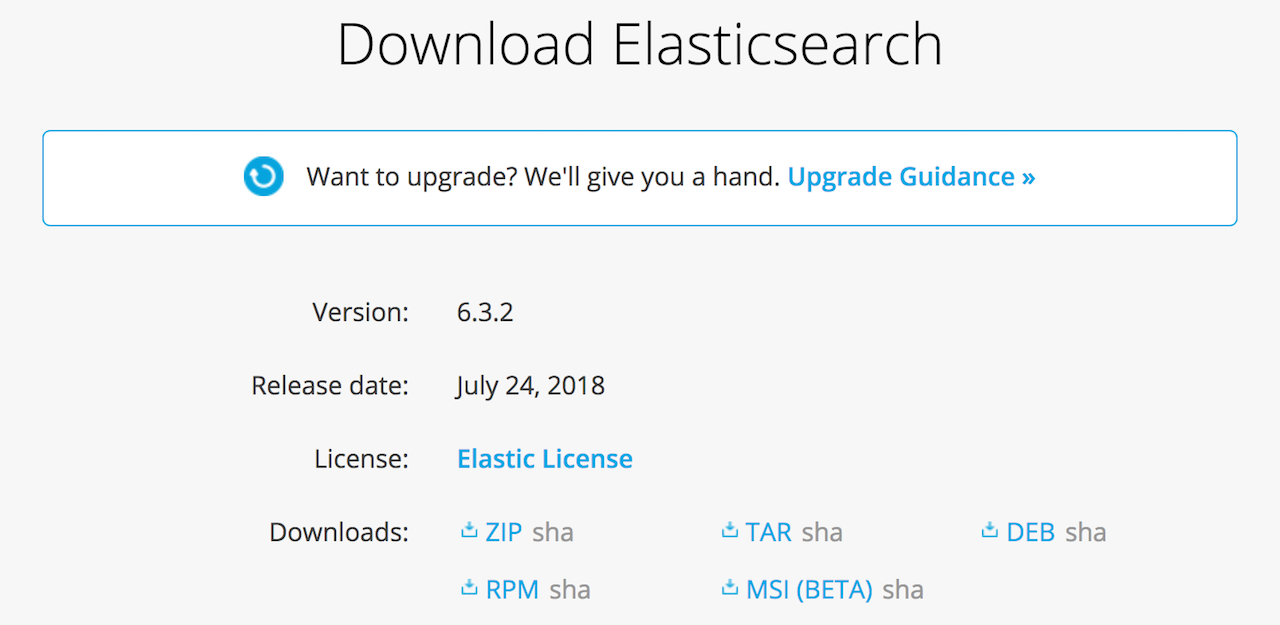 Download Elasticsearch
Want to upgrade? We'll give you a hand. Upgrade Guidance »
Version: 6.3.2
Release date: July 24, 2018
License: Elastic License
Downloads: ZIP sha TAR sha DEB sha
RPM sha MSI (BETA) sha